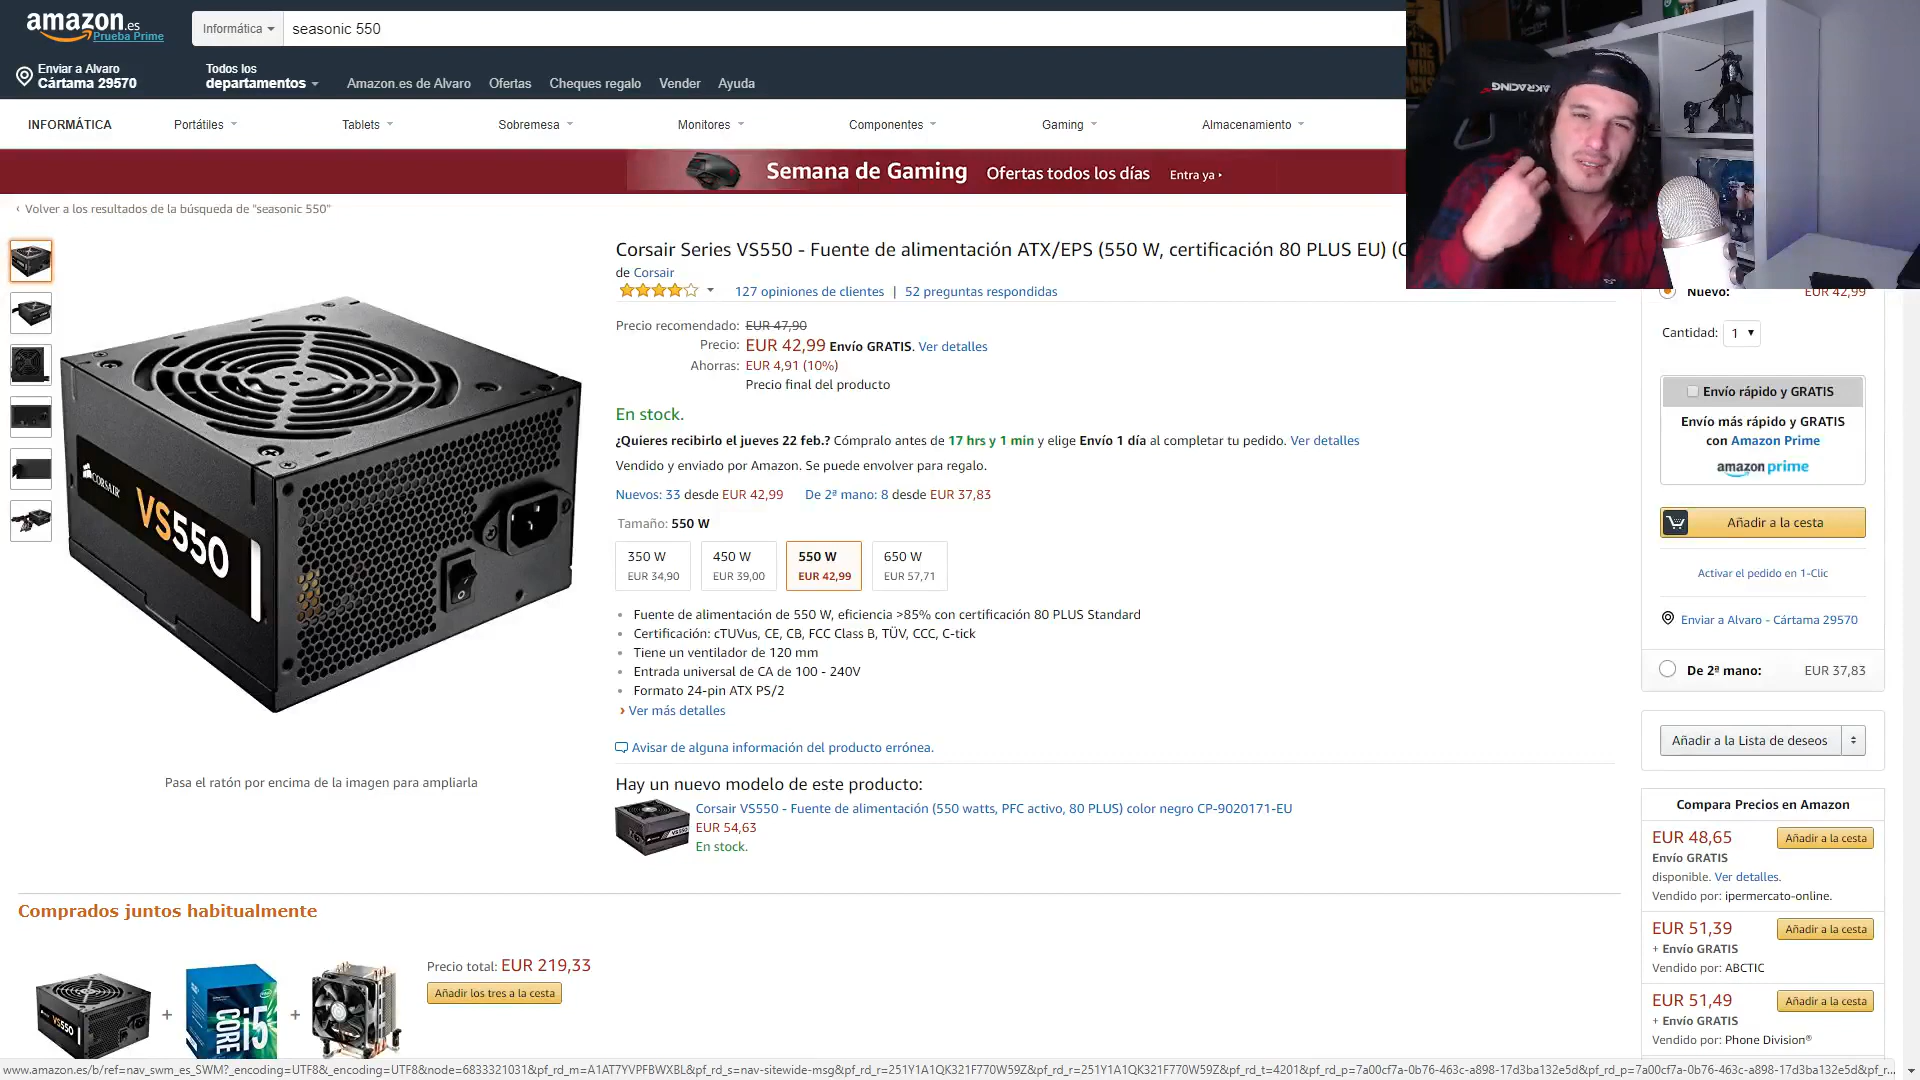 amazon.es
Prueba Prime
Informática
seasonic 550
Enviar a Alvaro
Cártama 29570
Todos los
departamentos
Amazon.es de Alvaro
Ofertas
Cheques regalo
Vender
Ayuda
INFORMÁTICA
Portátiles
Tablets
Sobremesa
Monitores
Componentes
Gaming
Almacenamiento
Semana de Gaming Ofertas todos los días Entra ya ›
‹ Volver a los resultados de la búsqueda de "seasonic 550"
AKRACING
THE
WHO
CORSAIR
VS550
Pasa el ratón por encima de la imagen para ampliarla
Corsair Series VS550 - Fuente de alimentación ATX/EPS (550 W, certificación 80 PLUS EU) (C
de Corsair
127 opiniones de clientes | 52 preguntas respondidas
Precio recomendado: EUR 47,90
Precio: EUR 42,99 Envío GRATIS. Ver detalles
Ahorras: EUR 4,91 (10%)
Precio final del producto
En stock.
¿Quieres recibirlo el jueves 22 feb.? Cómpralo antes de 17 hrs y 1 min y elige Envío 1 día al completar tu pedido. Ver detalles
Vendido y enviado por Amazon. Se puede envolver para regalo.
Nuevos: 33 desde EUR 42,99 De 2ª mano: 8 desde EUR 37,83
Tamaño: 550 W
350 W
EUR 34,90
450 W
EUR 39,00
550 W
EUR 42,99
650 W
EUR 57,71
Fuente de alimentación de 550 W, eficiencia >85% con certificación 80 PLUS Standard
Certificación: cTUVus, CE, CB, FCC Class B, TÜV, CCC, C-tick
Tiene un ventilador de 120 mm
Entrada universal de CA de 100 - 240V
Formato 24-pin ATX PS/2
› Ver más detalles
Avisar de alguna información del producto errónea.
Hay un nuevo modelo de este producto:
Corsair VS550 - Fuente de alimentación (550 watts, PFC activo, 80 PLUS) color negro CP-9020171-EU
EUR 54,63
En stock.
Nuevo: EUR 42,99
Cantidad: 1
Envío rápido y GRATIS
Envío más rápido y GRATIS
con Amazon Prime
amazon prime
Añadir a la cesta
Activar el pedido en 1-Clic
Enviar a Alvaro - Cártama 29570
De 2ª mano: EUR 37,83
Añadir a la Lista de deseos
Compara Precios en Amazon
EUR 48,65 Añadir a la cesta
Envío GRATIS
disponible. Ver detalles.
Vendido por: ipermercato-online.
EUR 51,39 Añadir a la cesta
+ Envío GRATIS
Vendido por: ABCTIC
EUR 51,49 Añadir a la cesta
+ Envío GRATIS
Vendido por: Phone Division®
Comprados juntos habitualmente
VS550
+
CORE
i5
+
Precio total: EUR 219,33
Añadir los tres a la cesta
www.amazon.es/b/ref=nav_swm_es_SWM?_encoding=UTF8&_encoding=UTF8&node=6833321031&pf_rd_m=A1AT7YVPFBWXBL&pf_rd_s=nav-sitewide-msg&pf_rd_r=251Y1A1QK321F770W59Z&pf_rd_r=251Y1A1QK321F770W59Z&pf_rd_t=4201&pf_rd_p=7a00cf7a-0b76-463c-a898-17d3ba132e5d&pf_rd_p=7a00cf7a-0b76-463c-a898-17d3ba132e5d&pf_r...